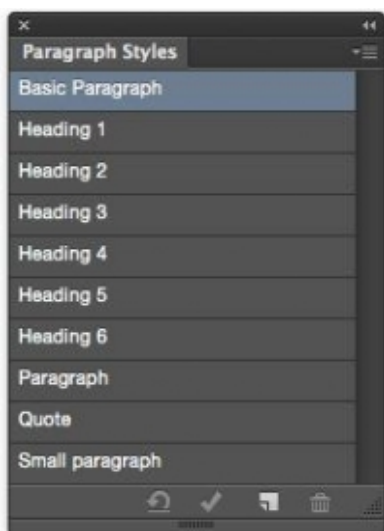 Paragraph Styles
Basic Paragraph
Heading 1
Heading 2
Heading 3
Heading 4
Heading 5
Heading 6
Paragraph
Quote
Small paragraph